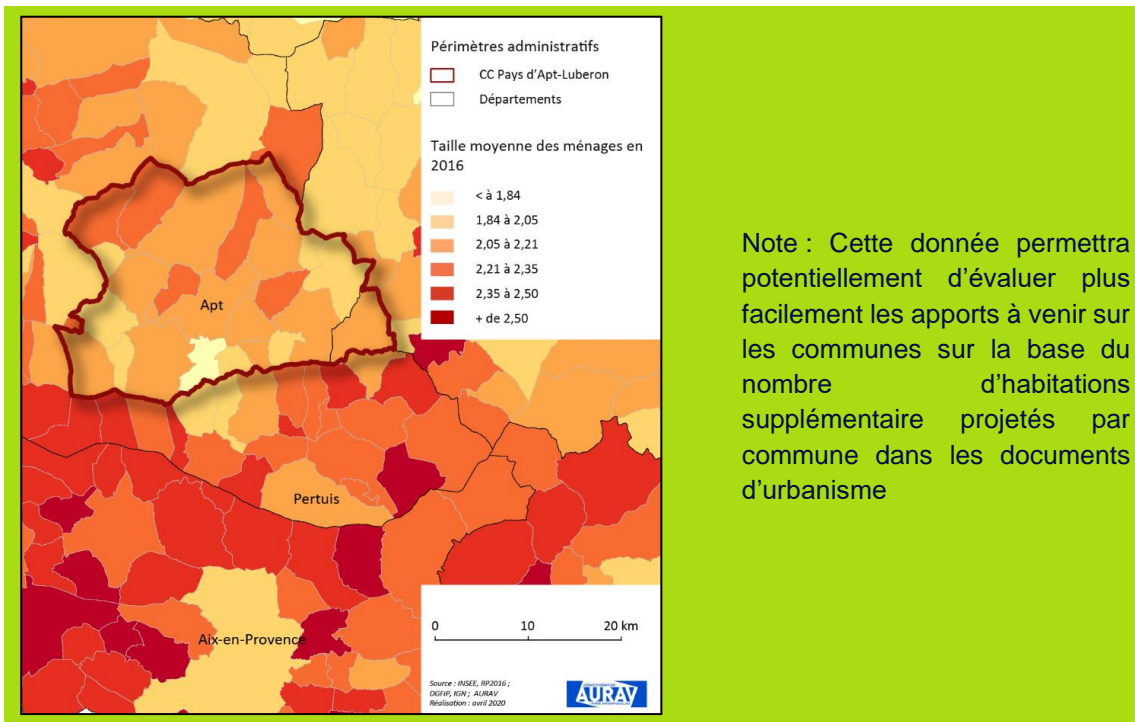 Périmètres administratifs
CC Pays d'Apt-Luberon
Départements
Taille moyenne des ménages en
2016
< à 1,84
1,84 à 2,05
2,05 à 2,21
2,21 à 2,35
2,35 à 2,50
+ de 2,50
Apt
Pertuis
Aix-en-Provence
0 10 20 km
Source : INSEE, RP2016 ;
DGFiP, IGN ; AURAV
Réalisation : avril 2020
AURAV
Note : Cette donnée permettra
potentiellement d'évaluer plus
facilement les apports à venir sur
les communes sur la base du
nombre d'habitations
supplémentaire projetés par
commune dans les documents
d'urbanisme